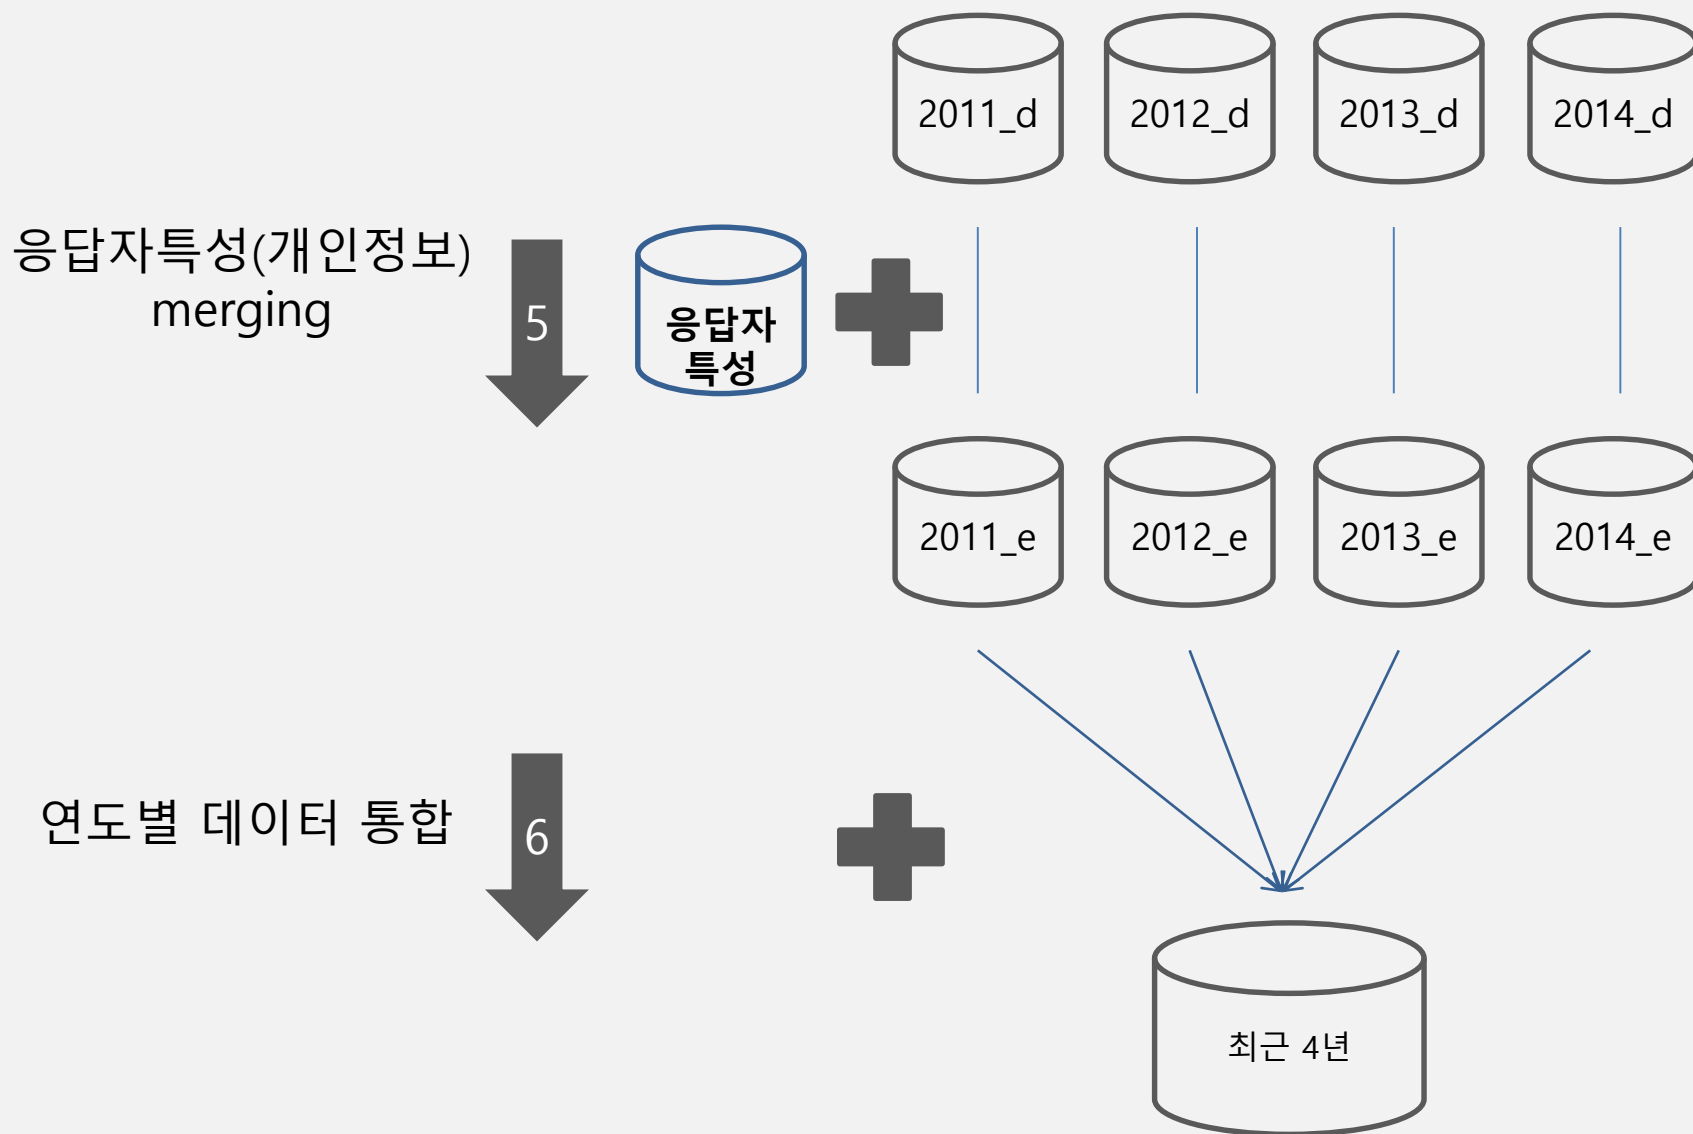 2011_d
2012_d
2013_d
2014_d
응답자특성(개인정보)
merging
5
응답자
특성
2011_e
2012_e
2013_e
2014_e
연도별 데이터 통합
6
최근 4년